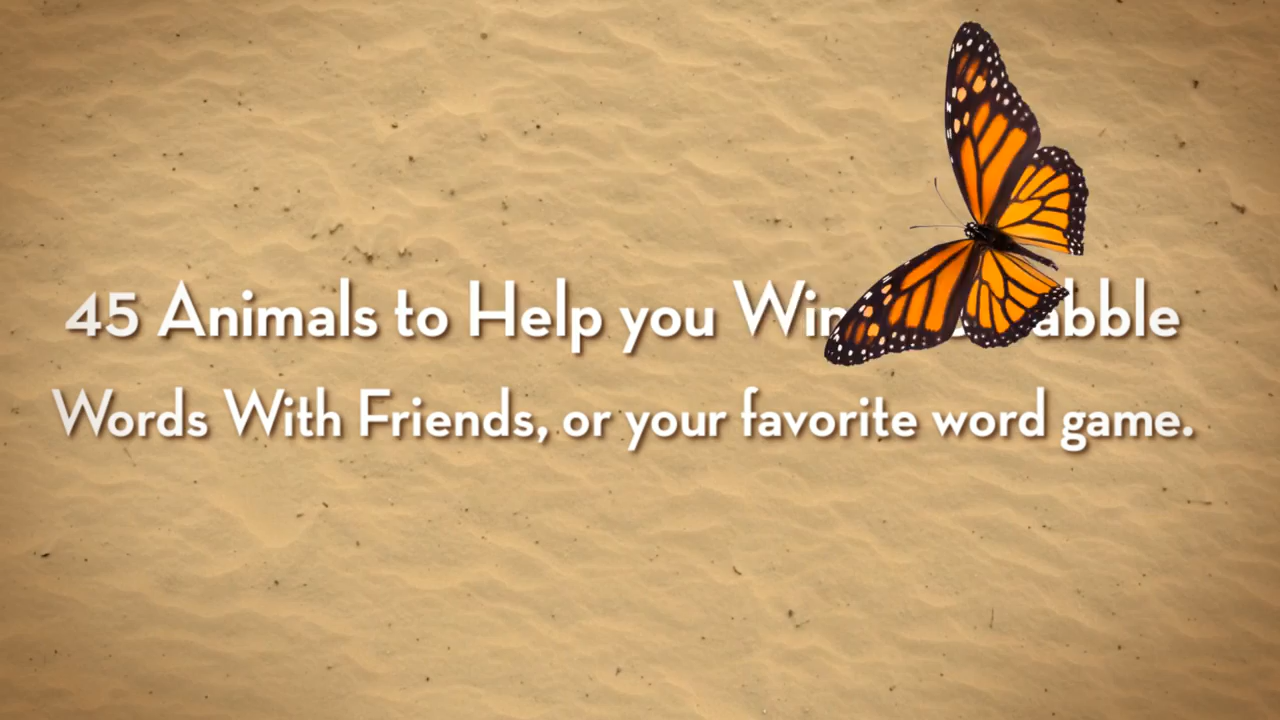 45 Animals to Help you Win
Words With Friends, or your favorite word game.